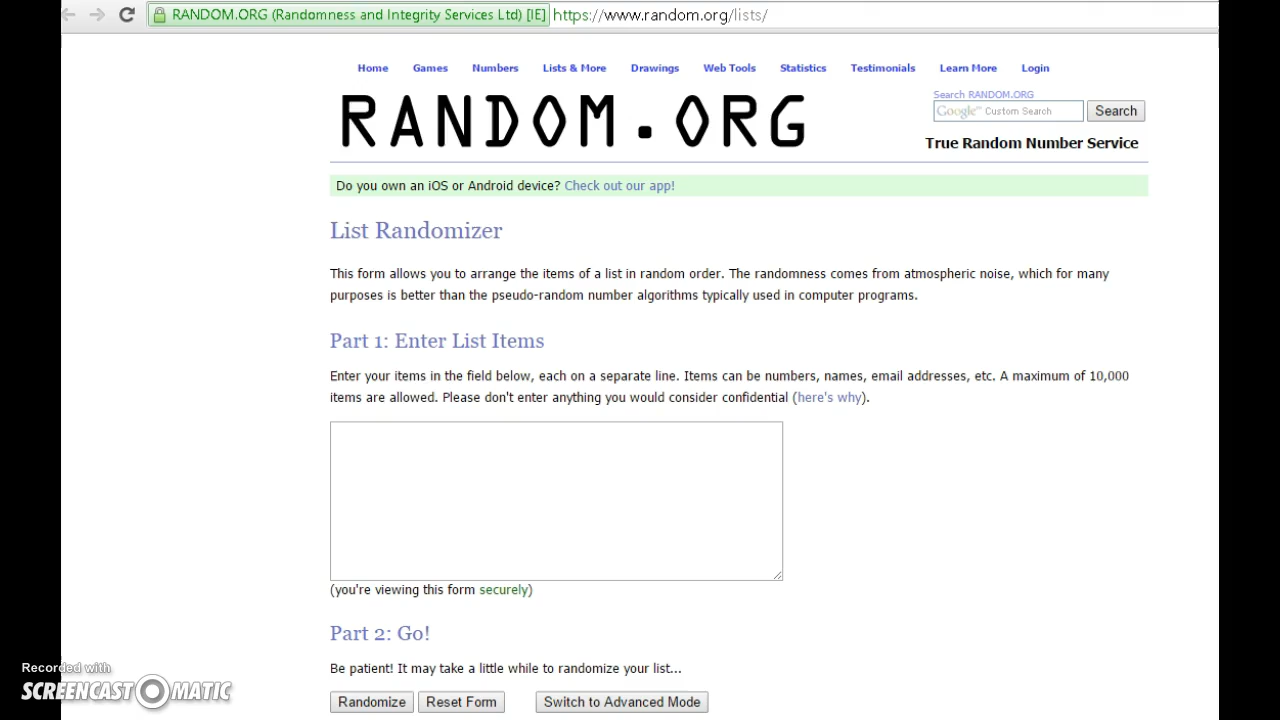 RANDOM.ORG (Randomness and Integrity Services Ltd) [IE] https://www.random.org/lists/
Home Games Numbers Lists & More Drawings Web Tools Statistics Testimonials Learn More Login
RANDOM.ORG
Search RANDOM.ORG
Google™ Custom Search Search
True Random Number Service
Do you own an iOS or Android device? Check out our app!
List Randomizer
This form allows you to arrange the items of a list in random order. The randomness comes from atmospheric noise, which for many
purposes is better than the pseudo-random number algorithms typically used in computer programs.
Part 1: Enter List Items
Enter your items in the field below, each on a separate line. Items can be numbers, names, email addresses, etc. A maximum of 10,000
items are allowed. Please don't enter anything you would consider confidential (here's why).
(you're viewing this form securely)
Part 2: Go!
Be patient! It may take a little while to randomize your list...
Randomize Reset Form Switch to Advanced Mode
Recorded with
SCREENCAST-O-MATIC